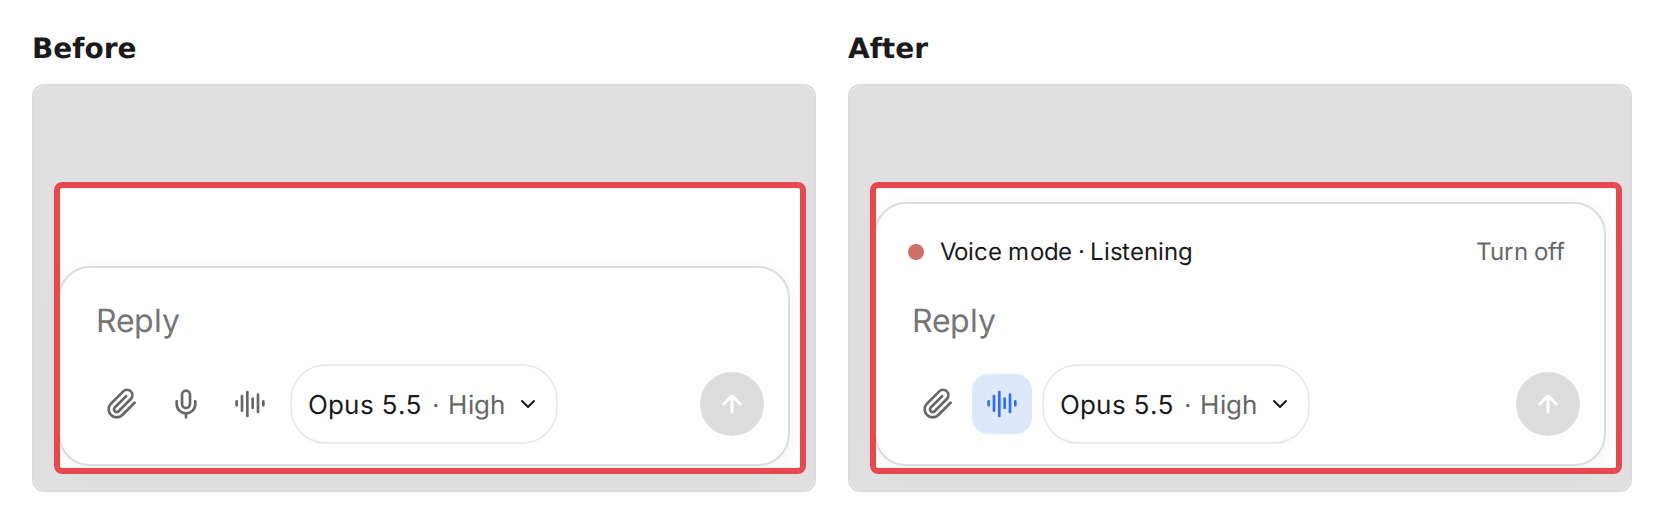 Before
After
Reply
Opus 5.5 · High
Voice mode · Listening
Turn off
Reply
Opus 5.5 · High